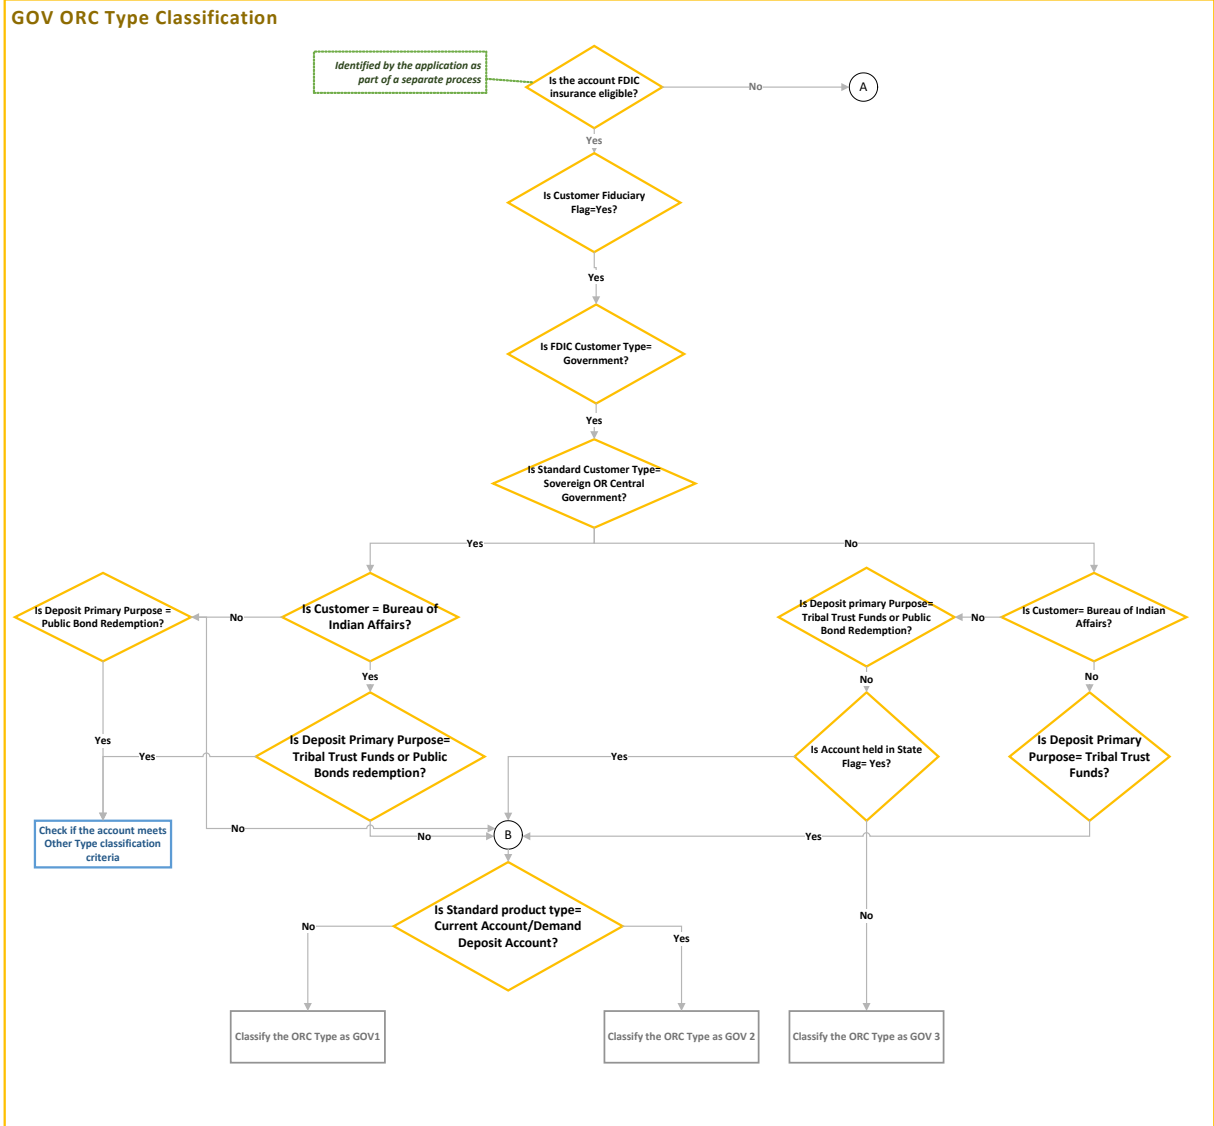 GOV ORC Type Classification
Identified by the application as
part of a separate process
Is the account FDIC
insurance eligible?
No
A
Yes
Is Customer Fiduciary
Flag=Yes?
Yes
Is FDIC Customer Type=
Government?
Yes
Is Standard Customer Type=
Sovereign OR Central
Government?
Yes
No
Is Deposit Primary Purpose =
Public Bond Redemption?
No
Is Customer = Bureau of
Indian Affairs?
Is Deposit primary Purpose=
Tribal Trust Funds or Public
Bond Redemption?
No
Is Customer= Bureau of Indian
Affairs?
Yes
No
No
Yes
Yes
Is Deposit Primary Purpose=
Tribal Trust Funds or Public
Bonds redemption?
Yes
Is Account held in State
Flag= Yes?
Is Deposit Primary
Purpose= Tribal Trust
Funds?
Check if the account meets
Other Type classification
criteria
No
No
B
Yes
Is Standard product type=
Current Account/Demand
Deposit Account?
No
Yes
No
Classify the ORC Type as GOV1
Classify the ORC Type as GOV 2
Classify the ORC Type as GOV 3